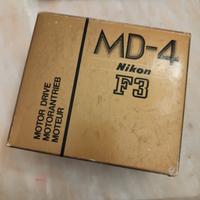 MD-4
Nikon
F3
MOTOR DRIVE
MOTORANTRIEB
MOTEUR